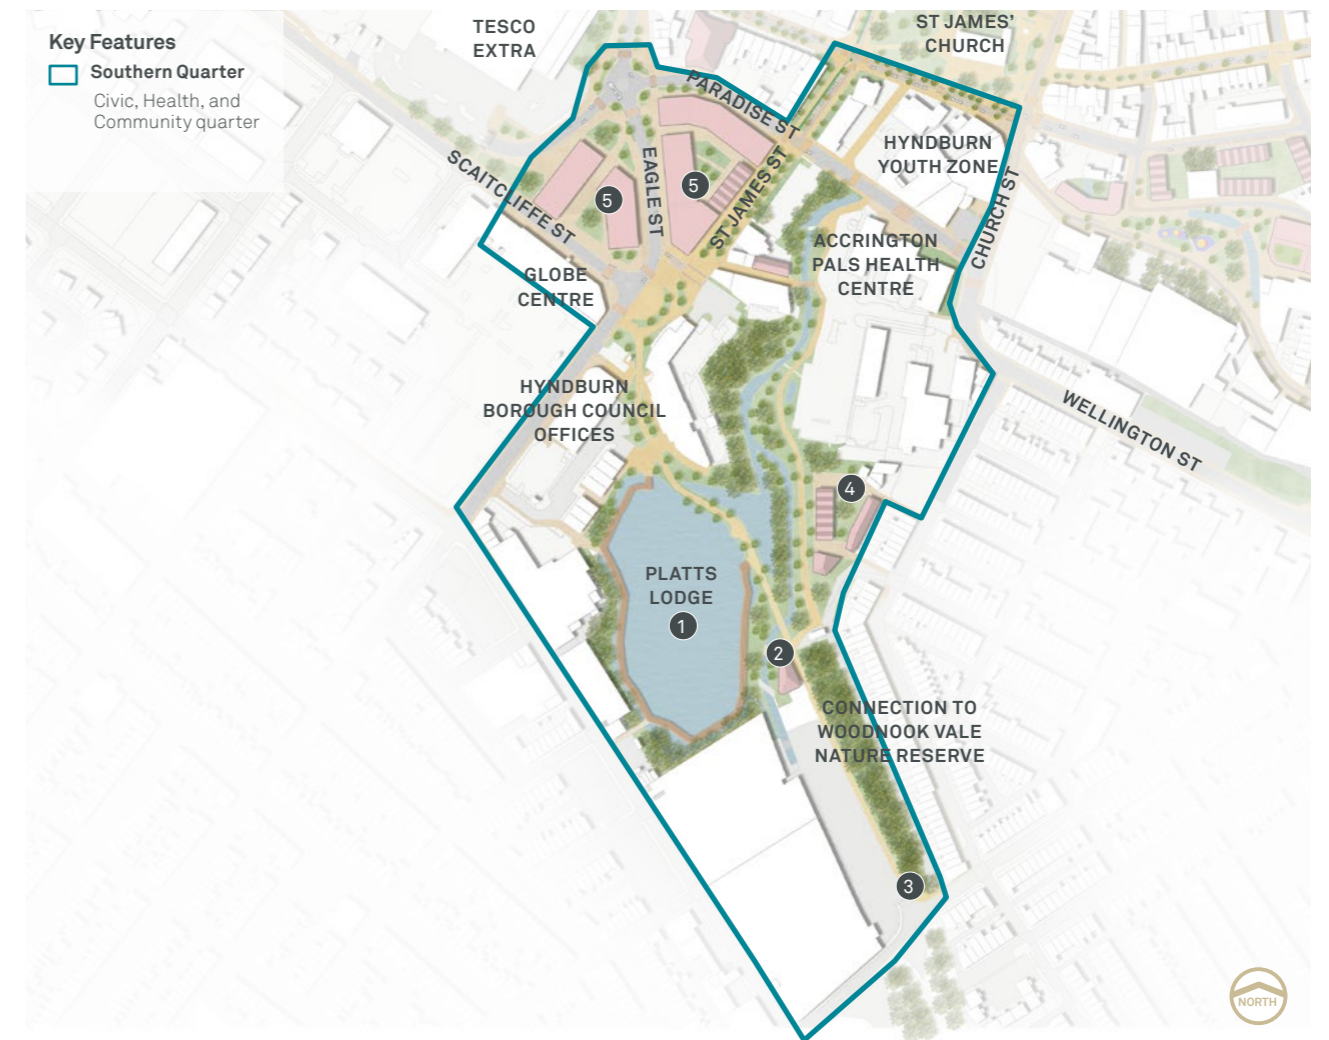 Key Features
Southern Quarter
Civic, Health, and
Community quarter
TESCO
EXTRA
ST JAMES'
CHURCH
PARADISE ST
HYNDBURN
YOUTH ZONE
SCAITCLIFFE ST
EAGLE ST
5
5
ST JAMES ST
CHURCH ST
ACCRINGTON
PALS HEALTH
CENTRE
GLOBE
CENTRE
HYNDBURN
BOROUGH COUNCIL
OFFICES
WELLINGTON ST
4
PLATTS
LODGE
1
2
CONNECTION TO
WOODNOOK VALE
NATURE RESERVE
3
NORTH